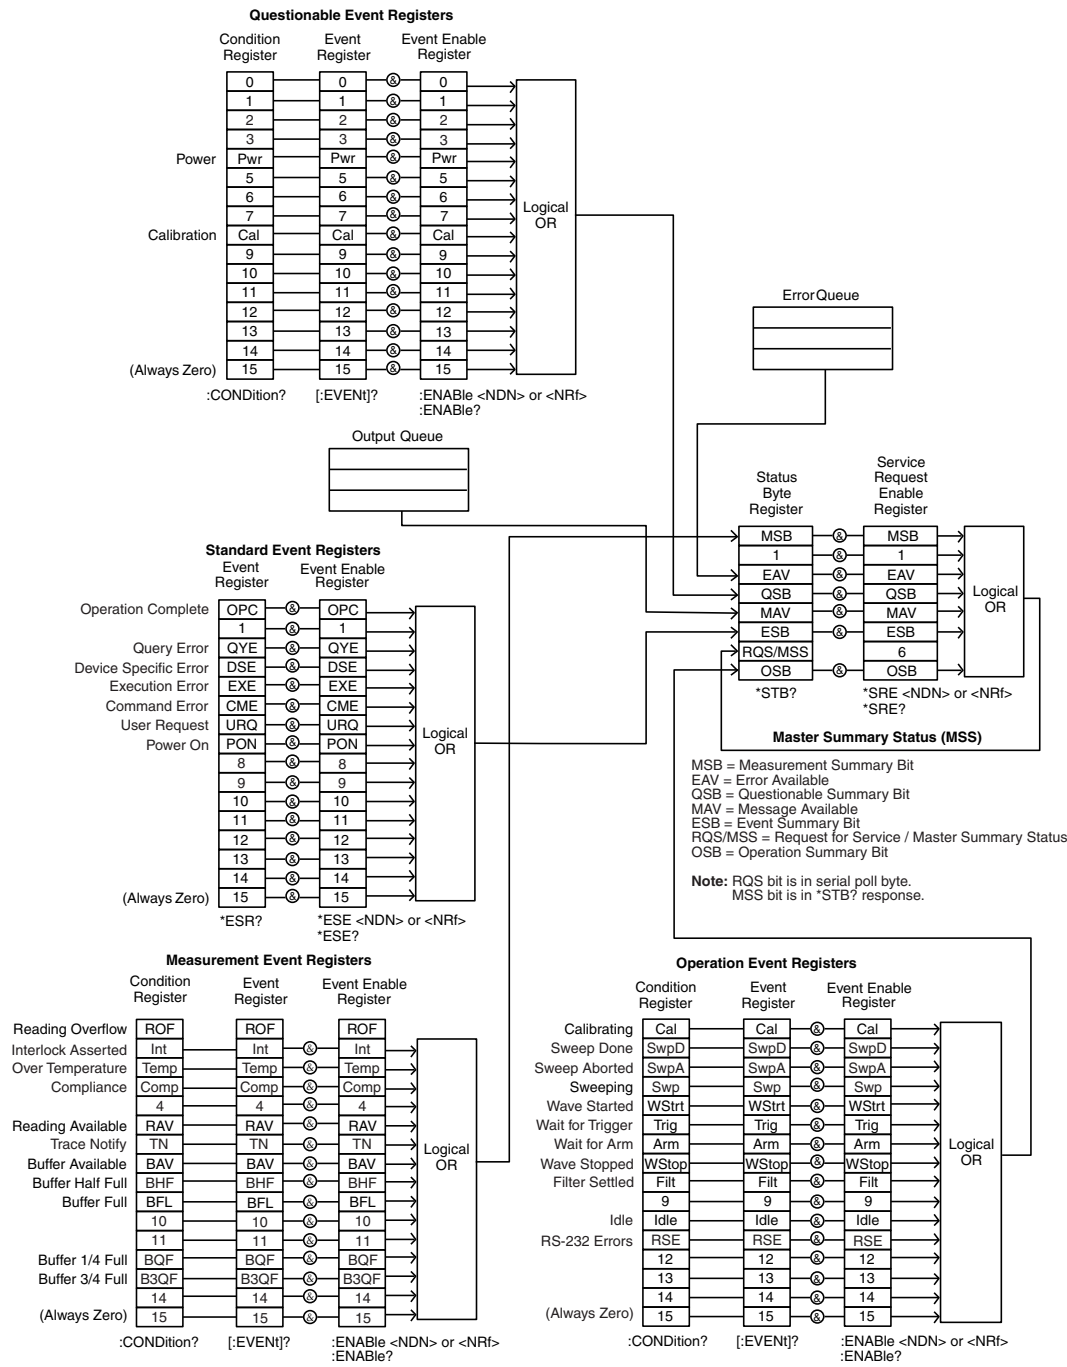 Questionable Event Registers
Condition Register
Event Register
Event Enable Register
0 0 & 0
1 1 & 1
2 2 & 2
3 3 & 3
Power Pwr Pwr & Pwr
5 5 & 5
6 6 & 6
7 7 & 7
Calibration Cal Cal & Cal
9 9 & 9
10 10 & 10
11 11 & 11
12 12 & 12
13 13 & 13
14 14 & 14
(Always Zero) 15 15 & 15
Logical OR
:CONDition? [:EVENt]? :ENABle <NDN> or <NRf>
:ENABle?
ErrorQueue
Output Queue
Status Byte Register
Service Request Enable Register
MSB & MSB
1 & 1
EAV & EAV
QSB & QSB
MAV & MAV
ESB & ESB
RQS/MSS 6
OSB & OSB
Logical OR
*STB? *SRE <NDN> or <NRf>
*SRE?
Master Summary Status (MSS)
MSB = Measurement Summary Bit
EAV = Error Available
QSB = Questionable Summary Bit
MAV = Message Available
ESB = Event Summary Bit
RQS/MSS = Request for Service / Master Summary Status
OSB = Operation Summary Bit
Note: RQS bit is in serial poll byte.
MSS bit is in *STB? response.
Standard Event Registers
Event Register
Event Enable Register
Operation Complete OPC & OPC
1 & 1
Query Error QYE & QYE
Device Specific Error DSE & DSE
Execution Error EXE & EXE
Command Error CME & CME
User Request URQ & URQ
Power On PON & PON
8 & 8
9 & 9
10 & 10
11 & 11
12 & 12
13 & 13
14 & 14
(Always Zero) 15 & 15
Logical OR
*ESR? *ESE <NDN> or <NRf>
*ESE?
Measurement Event Registers
Condition Register
Event Register
Event Enable Register
Reading Overflow ROF ROF ROF
Interlock Asserted Int Int & Int
Over Temperature Temp Temp & Temp
Compliance Comp Comp & Comp
4 4 & 4
Reading Available RAV RAV & RAV
Trace Notify TN TN & TN
Buffer Available BAV BAV & BAV
Buffer Half Full BHF BHF & BHF
Buffer Full BFL BFL & BFL
10 10 & 10
11 11 & 11
Buffer 1/4 Full BQF BQF & BQF
Buffer 3/4 Full B3QF B3QF & B3QF
14 14 & 14
(Always Zero) 15 15 & 15
Logical OR
:CONDition? [:EVENt]? :ENABle <NDN> or <NRf>
:ENABle?
Operation Event Registers
Condition Register
Event Register
Event Enable Register
Calibrating Cal Cal & Cal
Sweep Done SwpD SwpD & SwpD
Sweep Aborted SwpA SwpA & SwpA
Sweeping Swp Swp & Swp
Wave Started WStrt WStrt & WStrt
Wait for Trigger Trig Trig & Trig
Wait for Arm Arm Arm & Arm
Wave Stopped WStop WStop & WStop
Filter Settled Filt Filt & Filt
9 9 & 9
Idle Idle Idle & Idle
RS-232 Errors RSE RSE & RSE
12 12 & 12
13 13 & 13
14 14 & 14
(Always Zero) 15 15 & 15
Logical OR
:CONDition? [:EVENt]? :ENABle <NDN> or <NRf>
:ENABle?